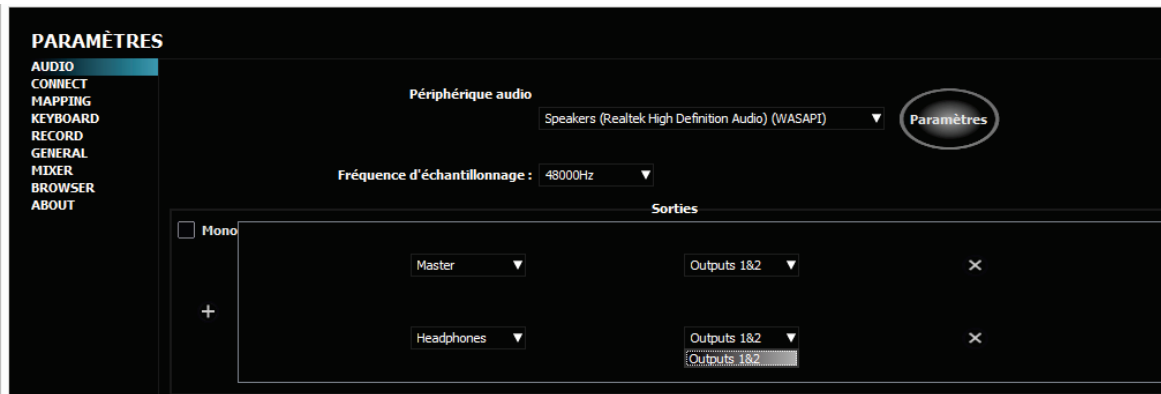 PARAMÈTRES
AUDIO
CONNECT
MAPPING
KEYBOARD
RECORD
GENERAL
MIXER
BROWSER
ABOUT
Périphérique audio
Speakers (Realtek High Definition Audio) (WASAPI)
Paramètres
Fréquence d'échantillonnage : 48000Hz
Sorties
Mono
Master Outputs 1&2
+
Headphones Outputs 1&2
Outputs 1&2